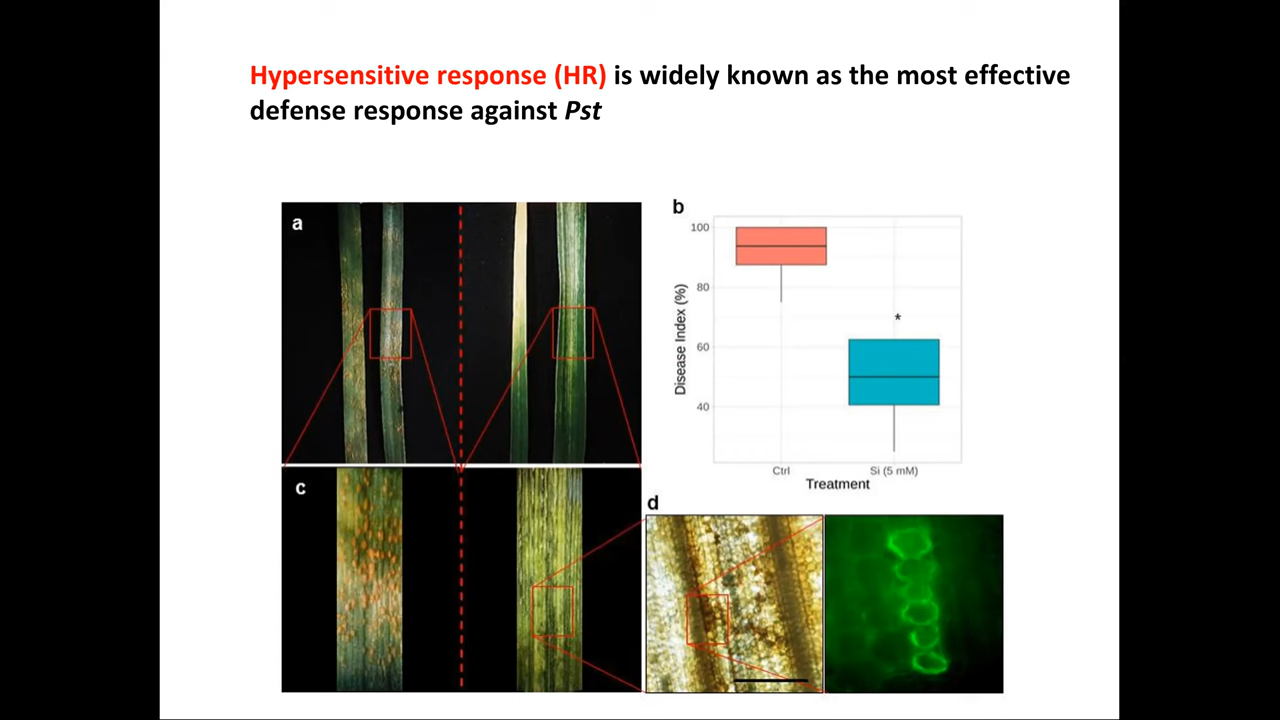 Hypersensitive response (HR) is widely known as the most effective
defense response against Pst
a
b
100
80
60
40
Disease Index (%)
*
Ctrl
Si (5 mM)
Treatment
c
d